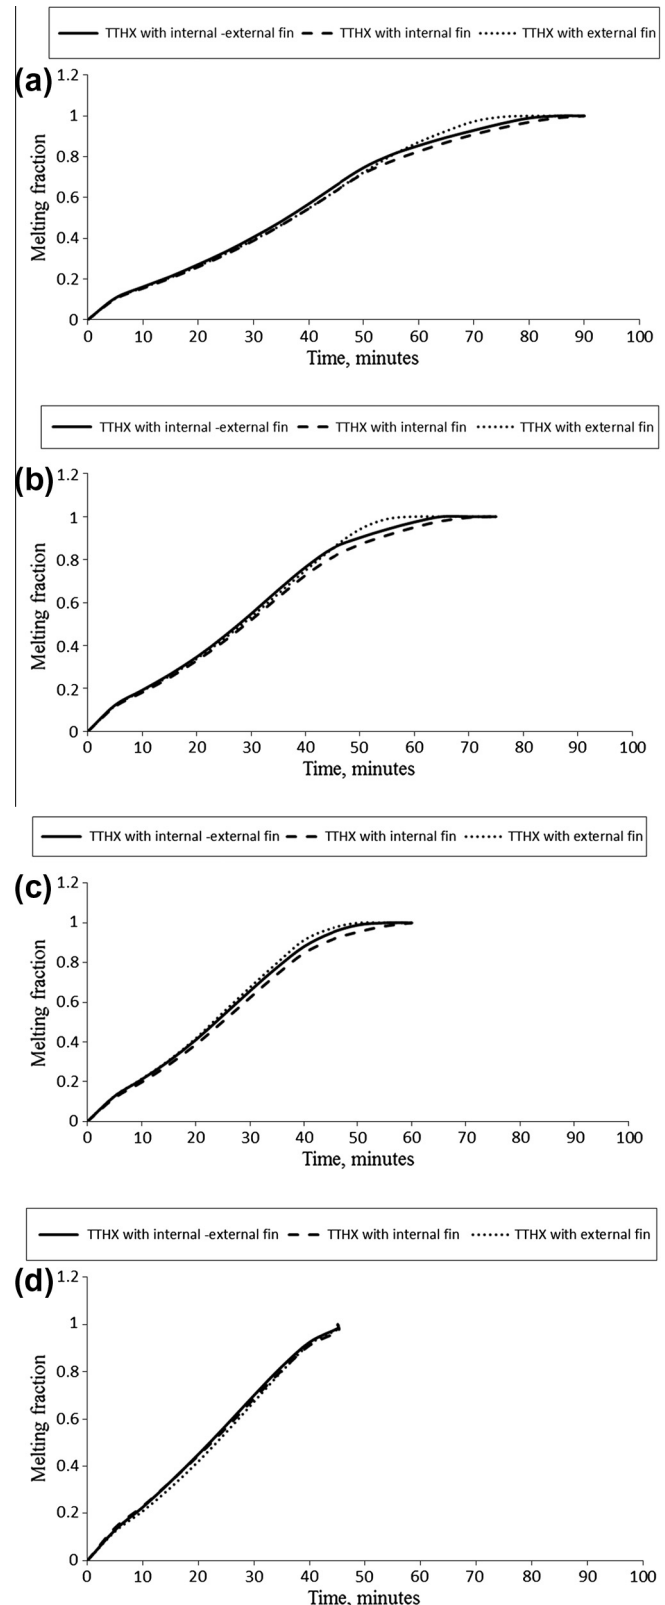 TTHX with internal -external fin TTHX with internal fin TTHX with external fin
(a)
1.2
1
0.8
0.6
0.4
0.2
0
Melting fraction
0 10 20 30 40 50 60 70 80 90 100
Time, minutes
TTHX with internal -external fin TTHX with internal fin TTHX with external fin
(b)
1.2
1
0.8
0.6
0.4
0.2
0
Melting fraction
0 10 20 30 40 50 60 70 80 90 100
Time, minutes
TTHX with internal -external fin TTHX with internal fin TTHX with external fin
(c)
1.2
1
0.8
0.6
0.4
0.2
0
Melting fraction
0 10 20 30 40 50 60 70 80 90 100
Time, minutes
TTHX with internal -external fin TTHX with internal fin TTHX with external fin
(d)
1.2
1
0.8
0.6
0.4
0.2
0
Melting fraction
0 10 20 30 40 50 60 70 80 90 100
Time, minutes